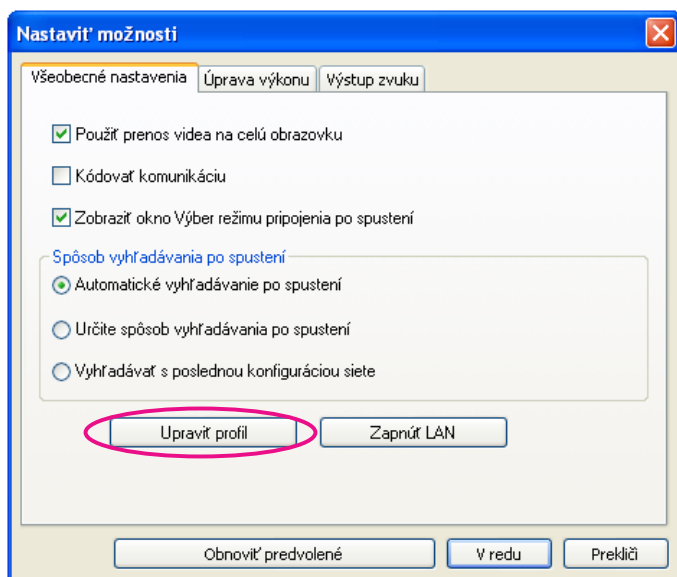 Nastaviť možnosti
Všeobecné nastavenia Úprava výkonu Výstup zvuku
Použiť prenos videa na celú obrazovku
Kódovať komunikáciu
Zobraziť okno Výber režimu pripojenia po spustení
Spôsob vyhľadávania po spustení
Automatické vyhľadávanie po spustení
Určite spôsob vyhľadávania po spustení
Vyhľadávať s poslednou konfiguráciou siete
Upraviť profil Zapnúť LAN
Obnoviť predvolené V redu Prekliči